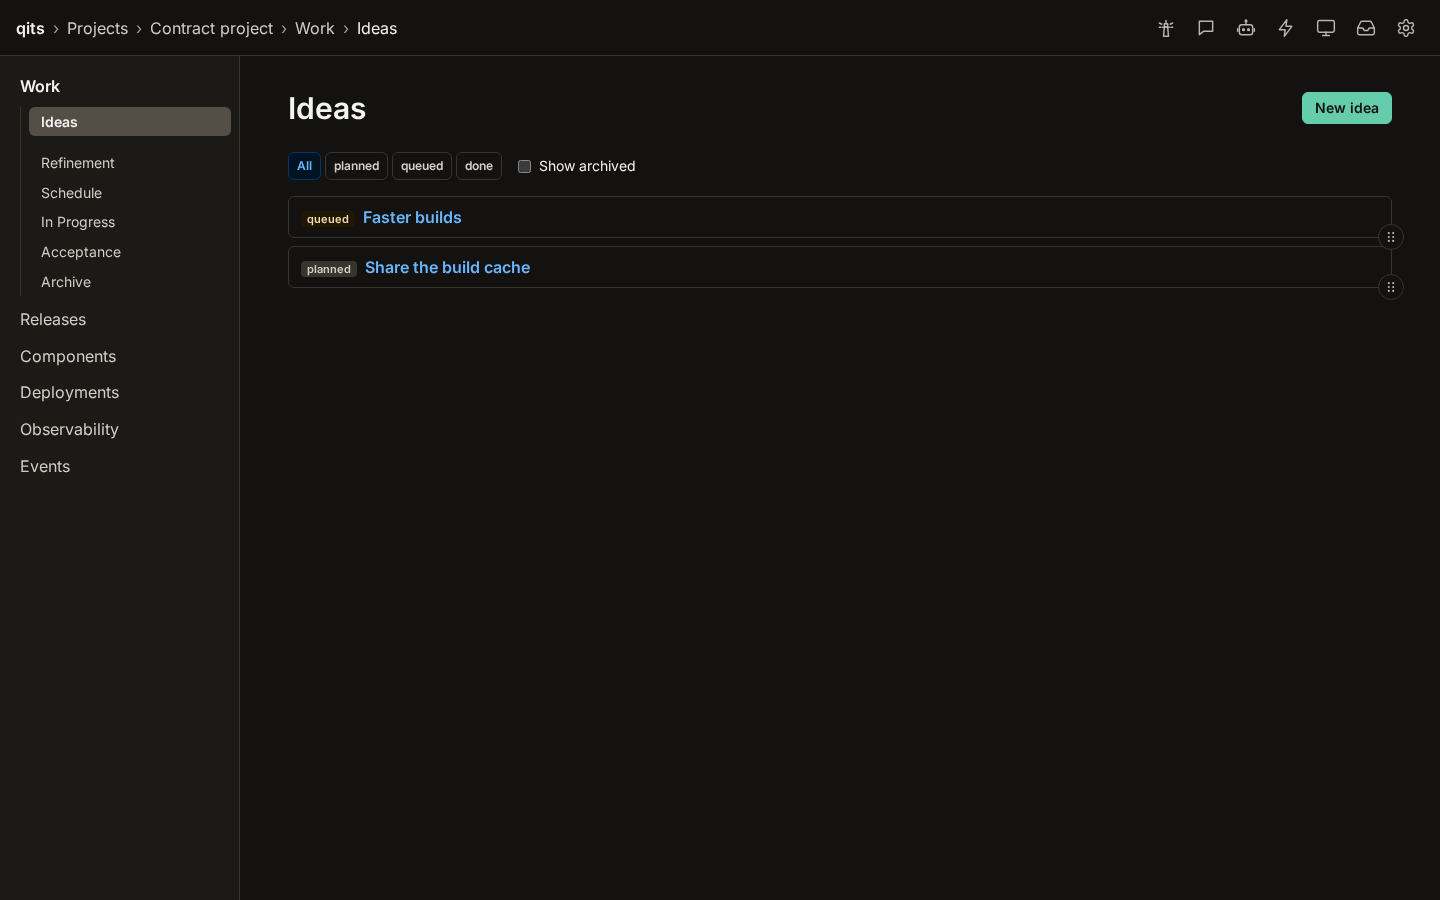 qits › Projects › Contract project › Work › Ideas
Work
Ideas
Refinement
Schedule
In Progress
Acceptance
Archive
Releases
Components
Deployments
Observability
Events
Ideas
New idea
All planned queued done Show archived
queued Faster builds
planned Share the build cache